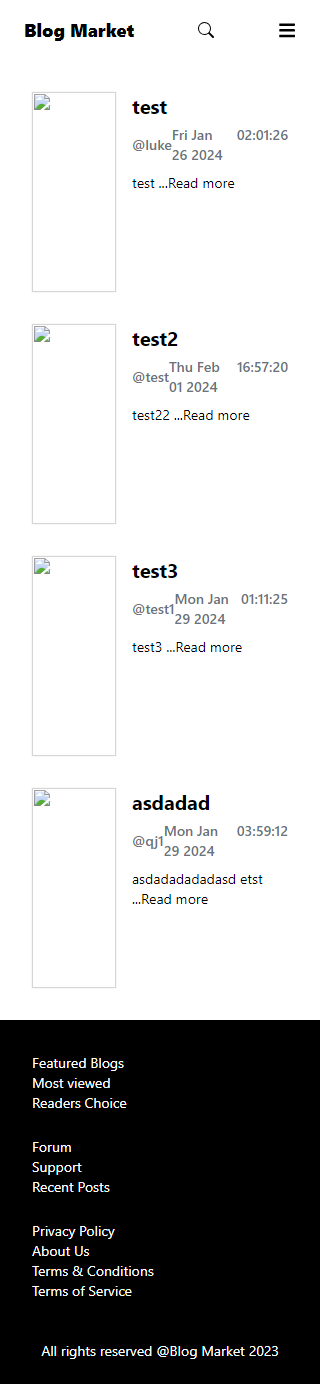 Blog Market
test
@luke Fri Jan 02:01:26
26 2024
test ...Read more
test2
@test Thu Feb 16:57:20
01 2024
test22 ...Read more
test3
@test1 Mon Jan 01:11:25
29 2024
test3 ...Read more
asdadad
@qj1 Mon Jan 03:59:12
29 2024
asdadadadadasd etst
...Read more
Featured Blogs
Most viewed
Readers Choice
Forum
Support
Recent Posts
Privacy Policy
About Us
Terms & Conditions
Terms of Service
All rights reserved @Blog Market 2023